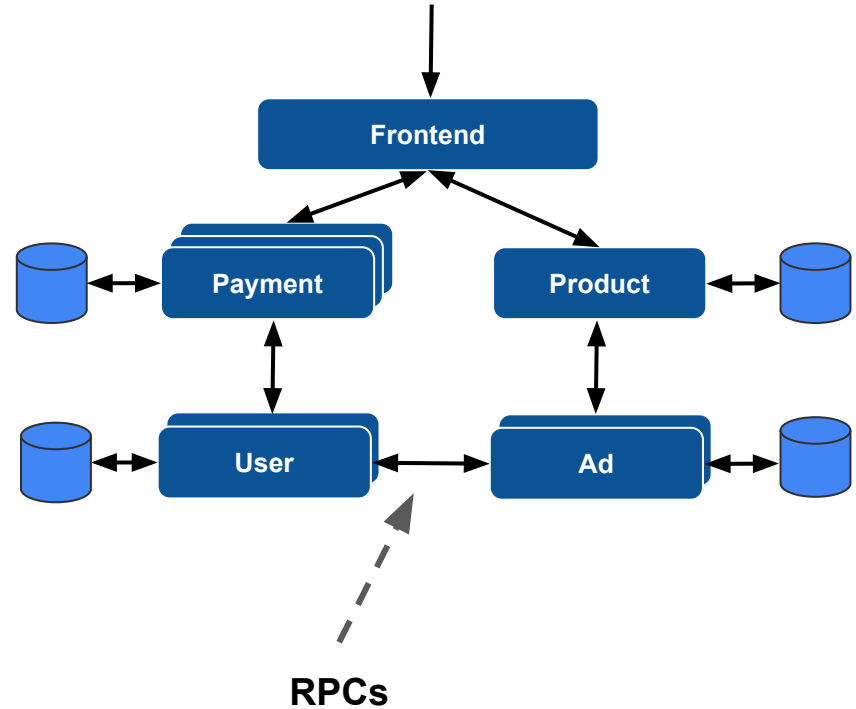 Frontend
Payment
Product
User
Ad
RPCs